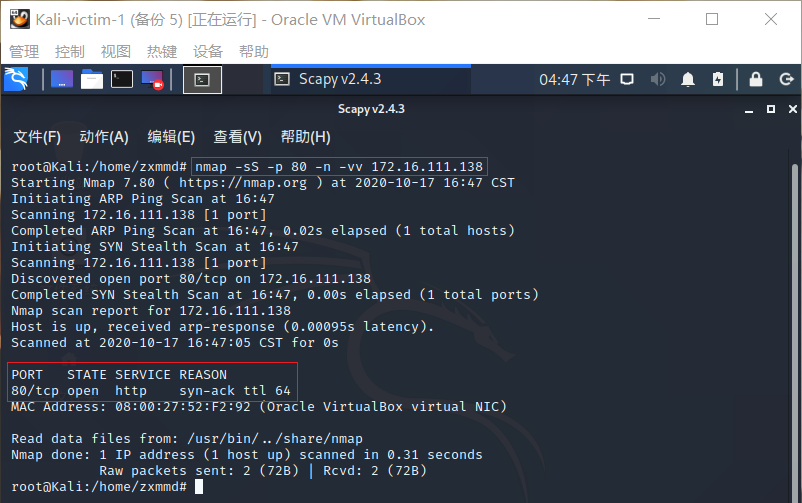 Kali-victim-1 (备份 5) [正在运行] - Oracle VM VirtualBox
管理 控制 视图 热键 设备 帮助
Scapy v2.4.3 04:47 下午
Scapy v2.4.3
文件(F) 动作(A) 编辑(E) 查看(V) 帮助(H)
root@Kali:/home/zxmmd# nmap -sS -p 80 -n -vv 172.16.111.138
Starting Nmap 7.80 ( https://nmap.org ) at 2020-10-17 16:47 CST
Initiating ARP Ping Scan at 16:47
Scanning 172.16.111.138 [1 port]
Completed ARP Ping Scan at 16:47, 0.02s elapsed (1 total hosts)
Initiating SYN Stealth Scan at 16:47
Scanning 172.16.111.138 [1 port]
Discovered open port 80/tcp on 172.16.111.138
Completed SYN Stealth Scan at 16:47, 0.00s elapsed (1 total ports)
Nmap scan report for 172.16.111.138
Host is up, received arp-response (0.00095s latency).
Scanned at 2020-10-17 16:47:05 CST for 0s
PORT   STATE SERVICE REASON
80/tcp open  http    syn-ack ttl 64
MAC Address: 08:00:27:52:F2:92 (Oracle VirtualBox virtual NIC)
Read data files from: /usr/bin/../share/nmap
Nmap done: 1 IP address (1 host up) scanned in 0.31 seconds
Raw packets sent: 2 (72B) | Rcvd: 2 (72B)
root@Kali:/home/zxmmd#